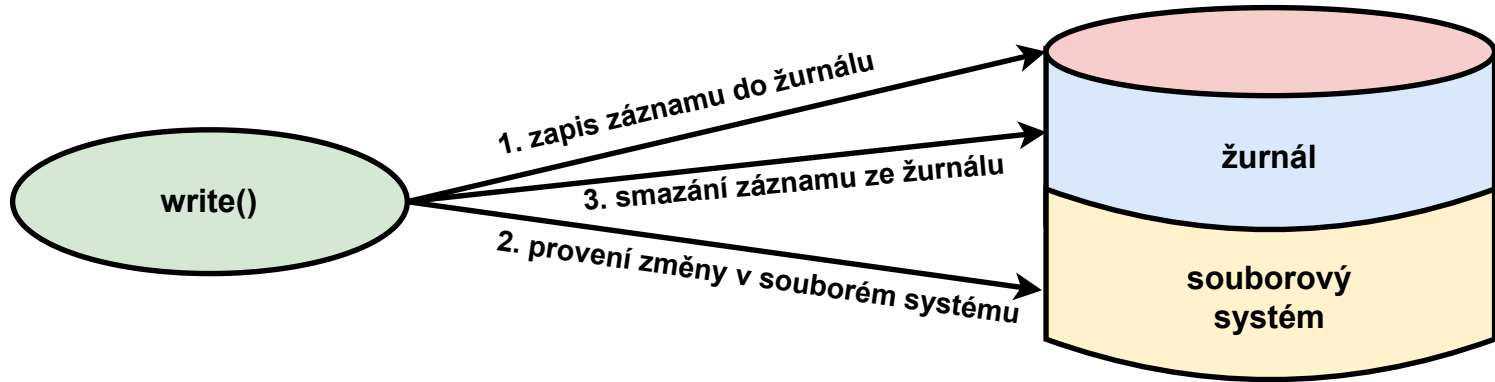 write()
1. zapis záznamu do žurnálu
3. smazání záznamu ze žurnálu
2. provení změny v souborém systému
žurnál
souborový
systém